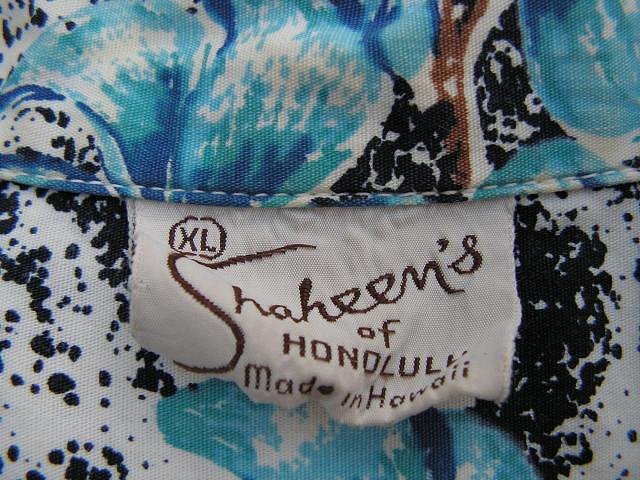 XL
Shaheen's
of
HONOLULU
Made in Hawaii